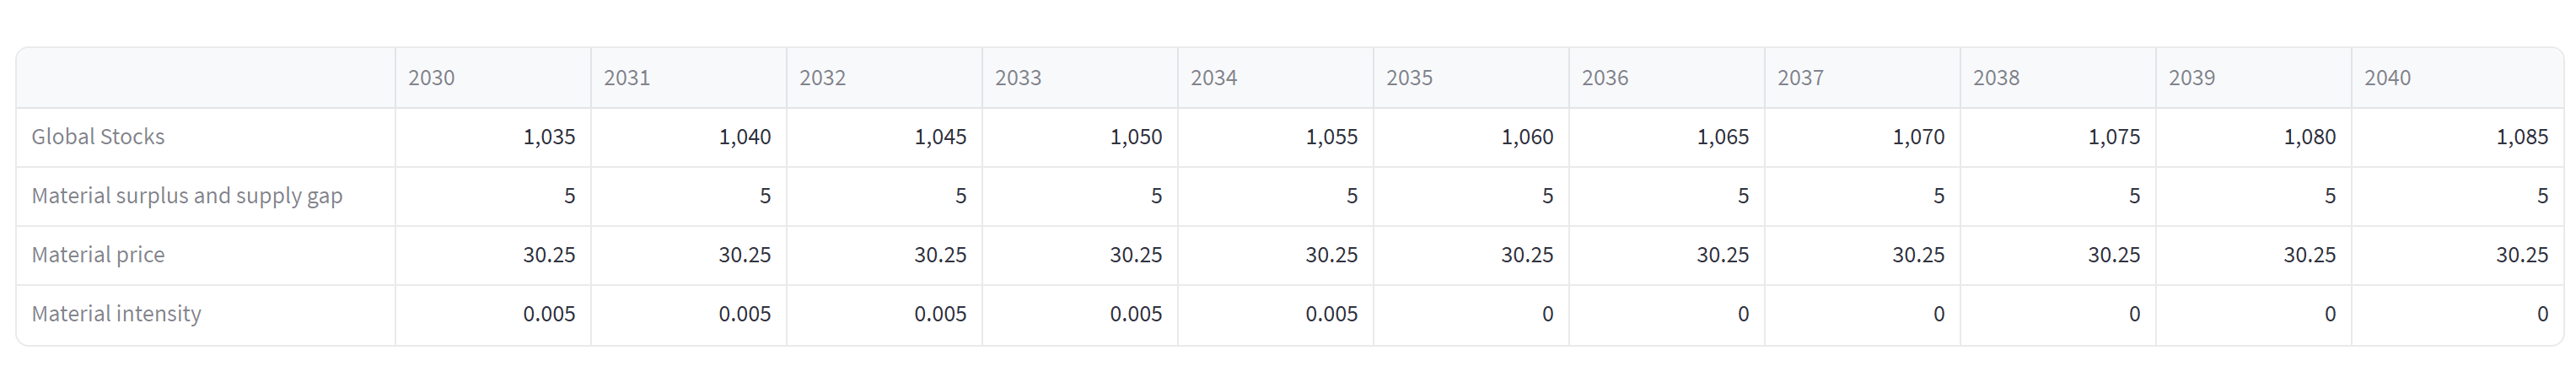 2030 2031 2032 2033 2034 2035 2036 2037 2038 2039 2040
Global Stocks 1,035 1,040 1,045 1,050 1,055 1,060 1,065 1,070 1,075 1,080 1,085
Material surplus and supply gap 5 5 5 5 5 5 5 5 5 5 5
Material price 30.25 30.25 30.25 30.25 30.25 30.25 30.25 30.25 30.25 30.25 30.25
Material intensity 0.005 0.005 0.005 0.005 0.005 0 0 0 0 0 0